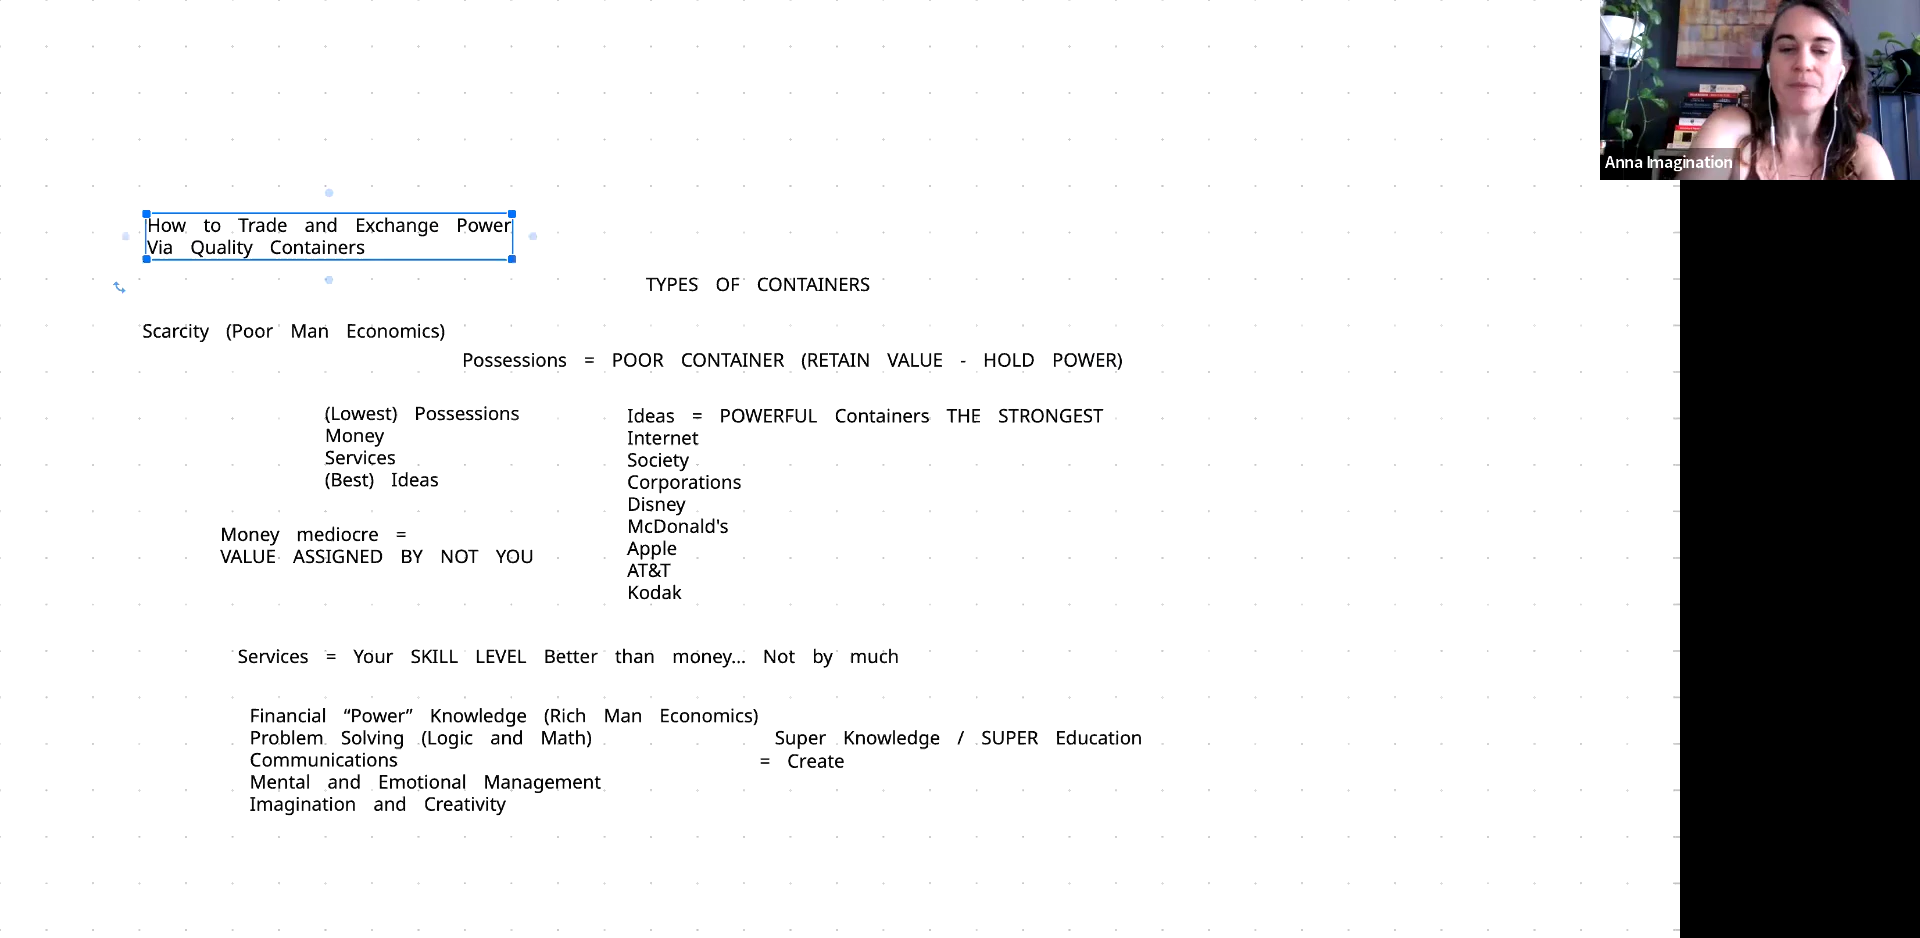 Anna Imagination
How to Trade and Exchange Power
Via Quality Containers
TYPES OF CONTAINERS
Scarcity (Poor Man Economics)
Possessions = POOR CONTAINER (RETAIN VALUE - HOLD POWER)
(Lowest) Possessions
Money
Services
(Best) Ideas
Ideas = POWERFUL Containers THE STRONGEST
Internet
Society
Corporations
Disney
McDonald's
Apple
AT&T
Kodak
Money mediocre =
VALUE ASSIGNED BY NOT YOU
Services = Your SKILL LEVEL Better than money... Not by much
Financial “Power” Knowledge (Rich Man Economics)
Problem Solving (Logic and Math)
Communications
Mental and Emotional Management
Imagination and Creativity
Super Knowledge / SUPER Education
= Create